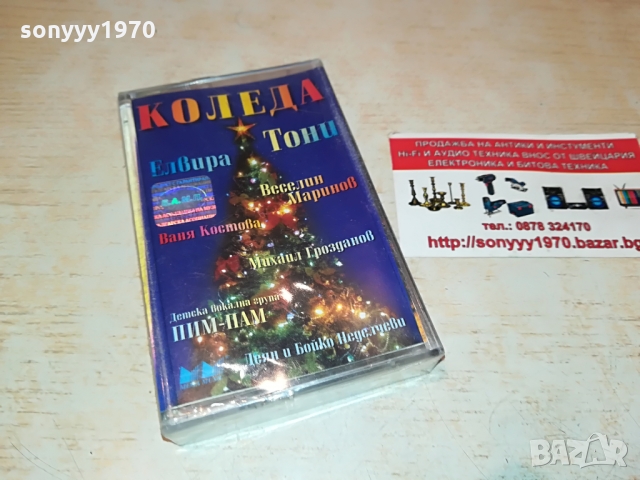 sonyyy1970
КОЛЕДА
Тони
Елвира
Веселин
Маринов
Ваня Костова
Михаил Грозданов
Детска вокална група
ПИМ-ПАМ
Деян и Бойко Неделчеви
ПРОДАЖБА НА АНТИКИ И ИНСТУМЕНТИ
HI-FI И АУДИО ТЕХНИКА ВНОС ОТ ШВЕЙЦАРИЯ
ЕЛЕКТРОНИКА И БИТОВА ТЕХНИКА
тел.: 0878 324170
http://sonyyy1970.bazar.bg
BAZAR